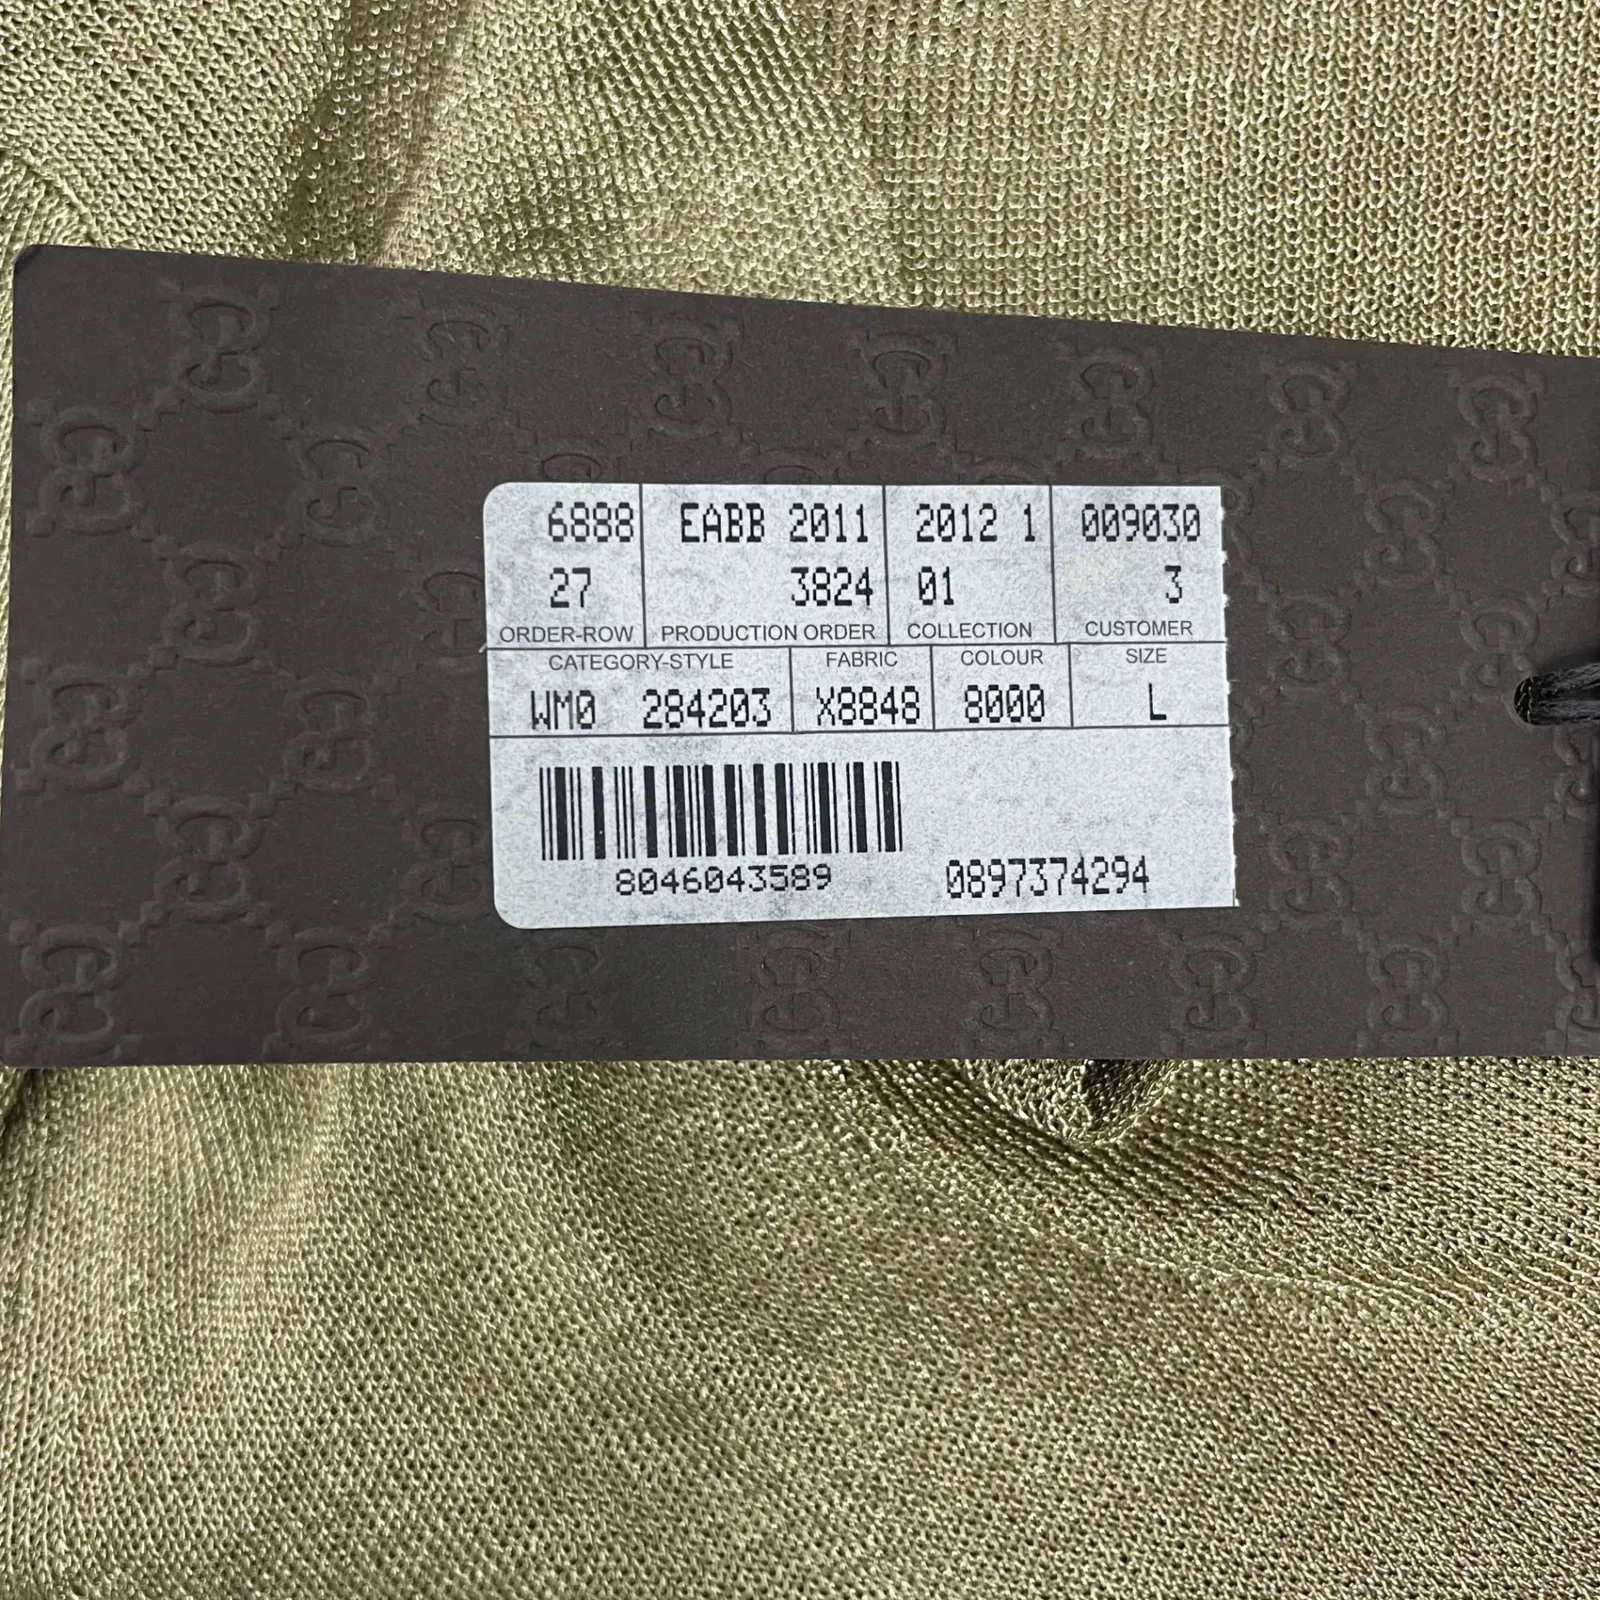 6888 EABB 2011 2012 1 009030
27 3824 01 3
ORDER-ROW PRODUCTION ORDER COLLECTION CUSTOMER
CATEGORY-STYLE FABRIC COLOUR SIZE
WM0 284203 X8848 8000 L
8046043589 0897374294